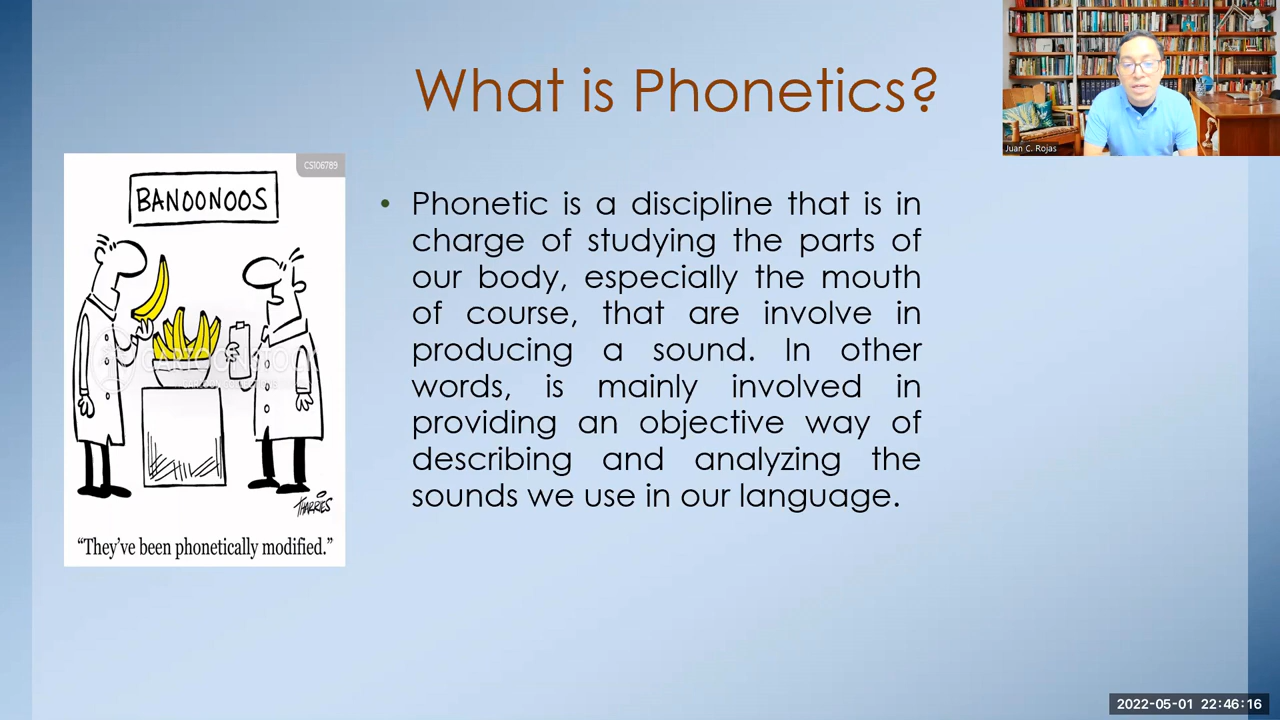 What is Phonetics?
Juan C. Rojas
CS106789
BANOONOOS
CARTOONSTOCK
THARRIES
“They’ve been phonetically modified.”
• Phonetic is a discipline that is in
charge of studying the parts of
our body, especially the mouth
of course, that are involve in
producing a sound. In other
words, is mainly involved in
providing an objective way of
describing and analyzing the
sounds we use in our language.
2022-05-01 22:46:16